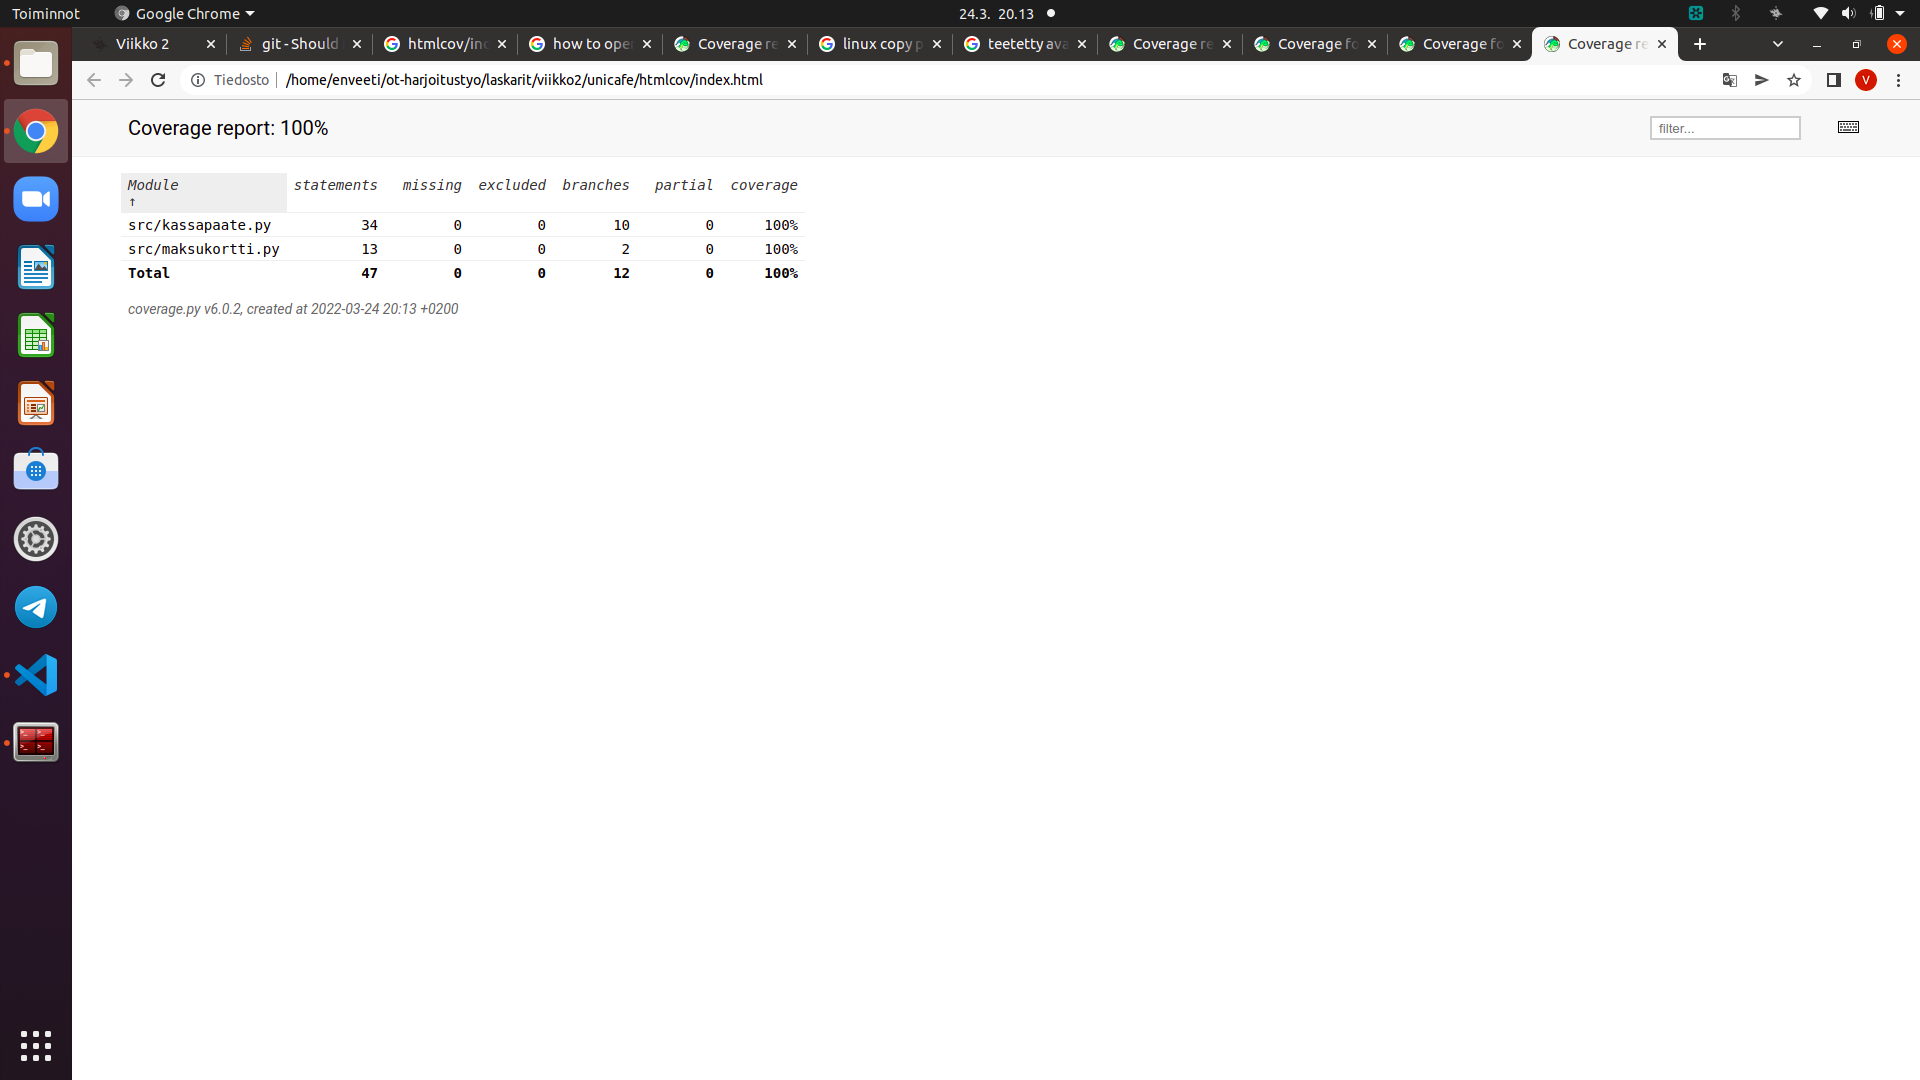 Toiminnot Google Chrome 24.3. 20.13
Viikko 2 git - Should htmlcov/ind how to oper Coverage re linux copy p teetetty ava Coverage re Coverage fo Coverage fo Coverage re
Tiedosto /home/enveeti/ot-harjoitustyo/laskarit/viikko2/unicafe/htmlcov/index.html V
Coverage report: 100% filter...
Module statements missing excluded branches partial coverage
↑
src/kassapaate.py 34 0 0 10 0 100%
src/maksukortti.py 13 0 0 2 0 100%
Total 47 0 0 12 0 100%
coverage.py v6.0.2, created at 2022-03-24 20:13 +0200